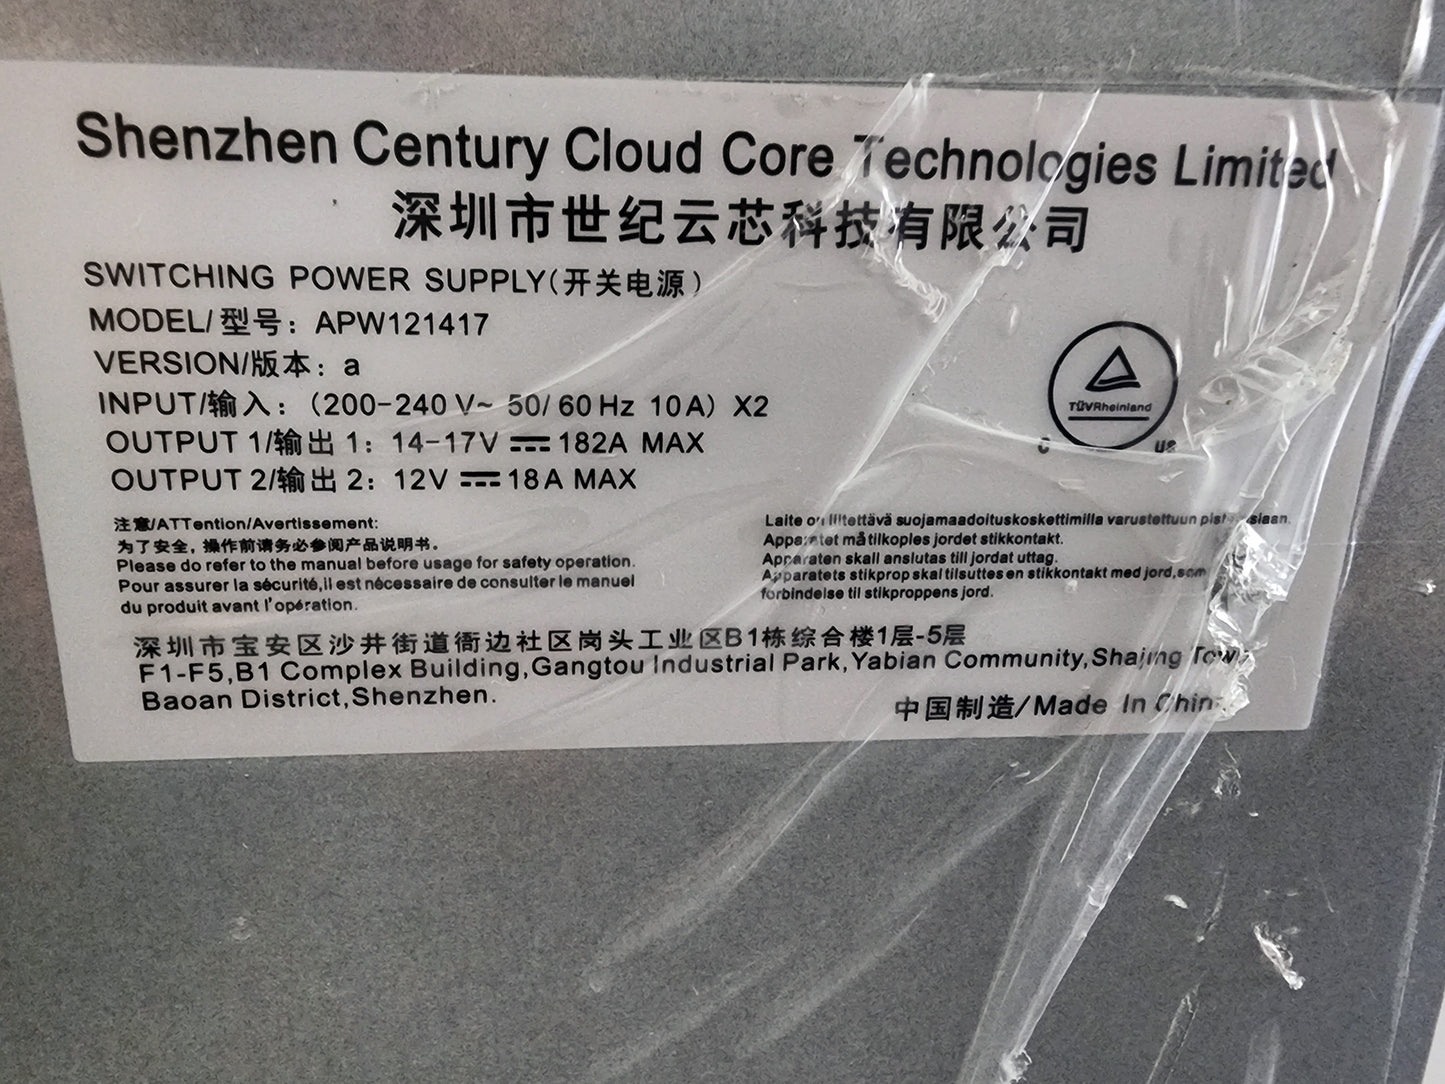 Shenzhen Century Cloud Core Technologies Limited
深圳市世纪云芯科技有限公司
SWITCHING POWER SUPPLY(开关电源)
MODEL/型号: APW121417
VERSION/版本: a
INPUT/输入: (200-240 V~ 50/60Hz 10A) X2
OUTPUT 1/输出 1: 14-17V ⎓ 182A MAX
OUTPUT 2/输出 2: 12V ⎓ 18A MAX
TÜVRheinland
c us
注意/ATTention/Avertissement:
为了安全，操作前请务必参阅产品说明书。
Please do refer to the manual before usage for safety operation.
Pour assurer la sécurité,il est nécessaire de consulter le manuel
du produit avant l'opération.
Laite on liitettävä suojamaadoituskoskettimilla varustettuun
Apparatet må tilkoples jordet stikkontakt.
Apparaten skall anslutas till jordat uttag.
Apparatets stikprop skal tilsuttes en stikkontakt med jord,som
forbindelse til stikproppens jord.
深圳市宝安区沙井街道衙边社区岗头工业区B1栋综合楼1层-5层
F1-F5,B1 Complex Building,Gangtou Industrial Park,Yabian Community,Shajing Town
Baoan District,Shenzhen.
中国制造/Made In China